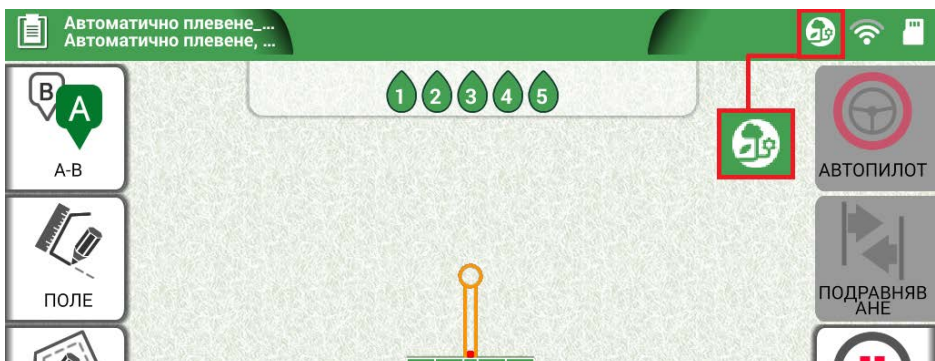 Автоматично плевене_...
Автоматично плевене, ...
1 2 3 4 5
B
A
A-B
АВТОПИЛОТ
ПОЛЕ
ПОДРАВНЯВ
АНЕ